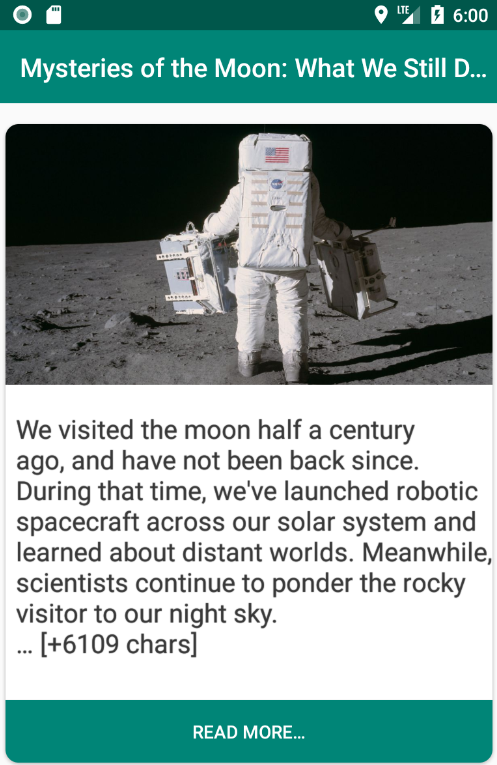 LTE 6:00
Mysteries of the Moon: What We Still D...
We visited the moon half a century
ago, and have not been back since.
During that time, we've launched robotic
spacecraft across our solar system and
learned about distant worlds. Meanwhile,
scientists continue to ponder the rocky
visitor to our night sky.
… [+6109 chars]
READ MORE...